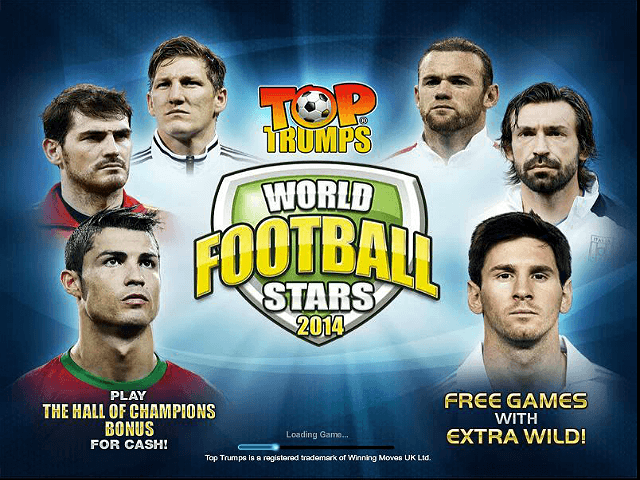 TOP
TRUMPS
®
WORLD
FOOTBALL
STARS
2014
PLAY
THE HALL OF CHAMPIONS
BONUS
FOR CASH!
FREE GAMES
WITH
EXTRA WILD!
Loading Game...
Top Trumps is a registered trademark of Winning Moves UK Ltd.